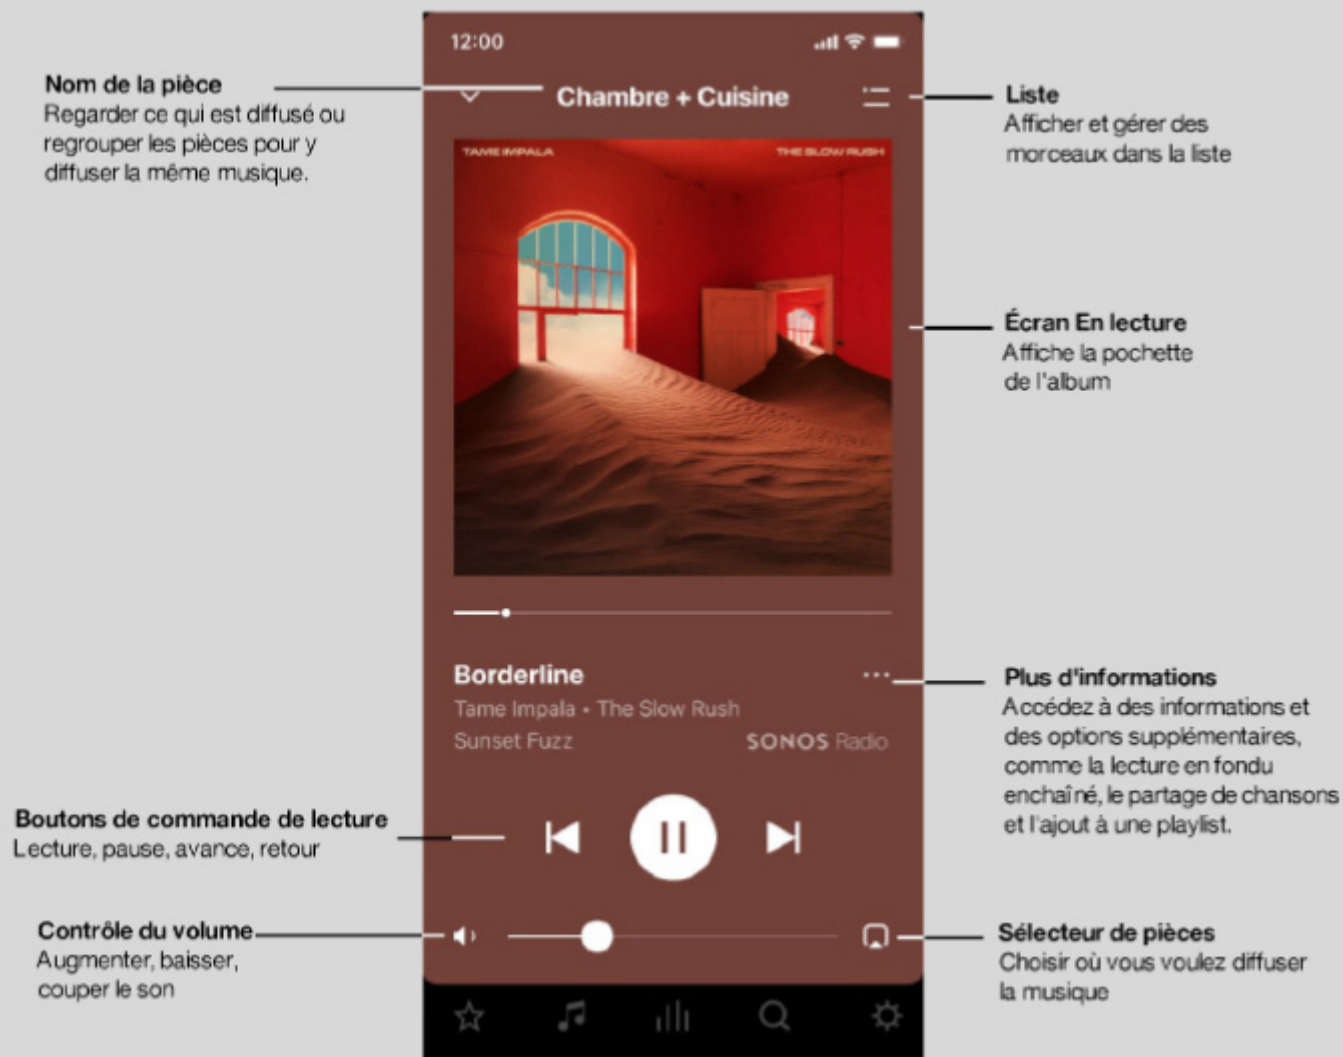 12:00
Nom de la pièce
Regarder ce qui est diffusé ou
regrouper les pièces pour y
diffuser la même musique.
Chambre + Cuisine
Liste
Afficher et gérer des
morceaux dans la liste
TAME IMPALA
THE SLOW RUSH
Écran En lecture
Affiche la pochette
de l'album
Borderline
Tame Impala • The Slow Rush
Sunset Fuzz
SONOS Radio
Plus d'informations
Accédez à des informations et
des options supplémentaires,
comme la lecture en fondu
enchaîné, le partage de chansons
et l'ajout à une playlist.
Boutons de commande de lecture
Lecture, pause, avance, retour
Contrôle du volume
Augmenter, baisser,
couper le son
Sélecteur de pièces
Choisir où vous voulez diffuser
la musique